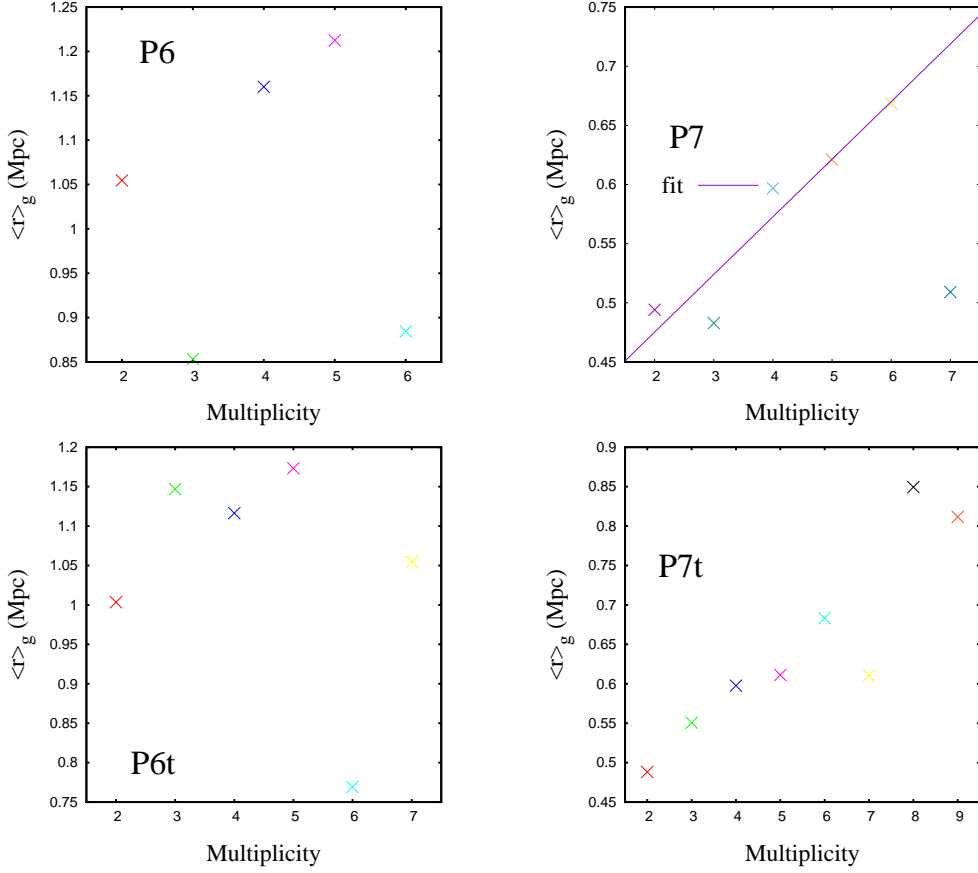 1.25
1.2
1.15
1.1
1.05
1
0.95
0.9
0.85
<r>g (Mpc)
P6
2 3 4 5 6
Multiplicity
0.75
0.7
0.65
0.6
0.55
0.5
0.45
<r>g (Mpc)
P7
fit
2 3 4 5 6 7
Multiplicity
1.2
1.15
1.1
1.05
1
0.95
0.9
0.85
0.8
0.75
<r>g (Mpc)
P6t
2 3 4 5 6 7
Multiplicity
0.9
0.85
0.8
0.75
0.7
0.65
0.6
0.55
0.5
0.45
<r>g (Mpc)
P7t
2 3 4 5 6 7 8 9
Multiplicity